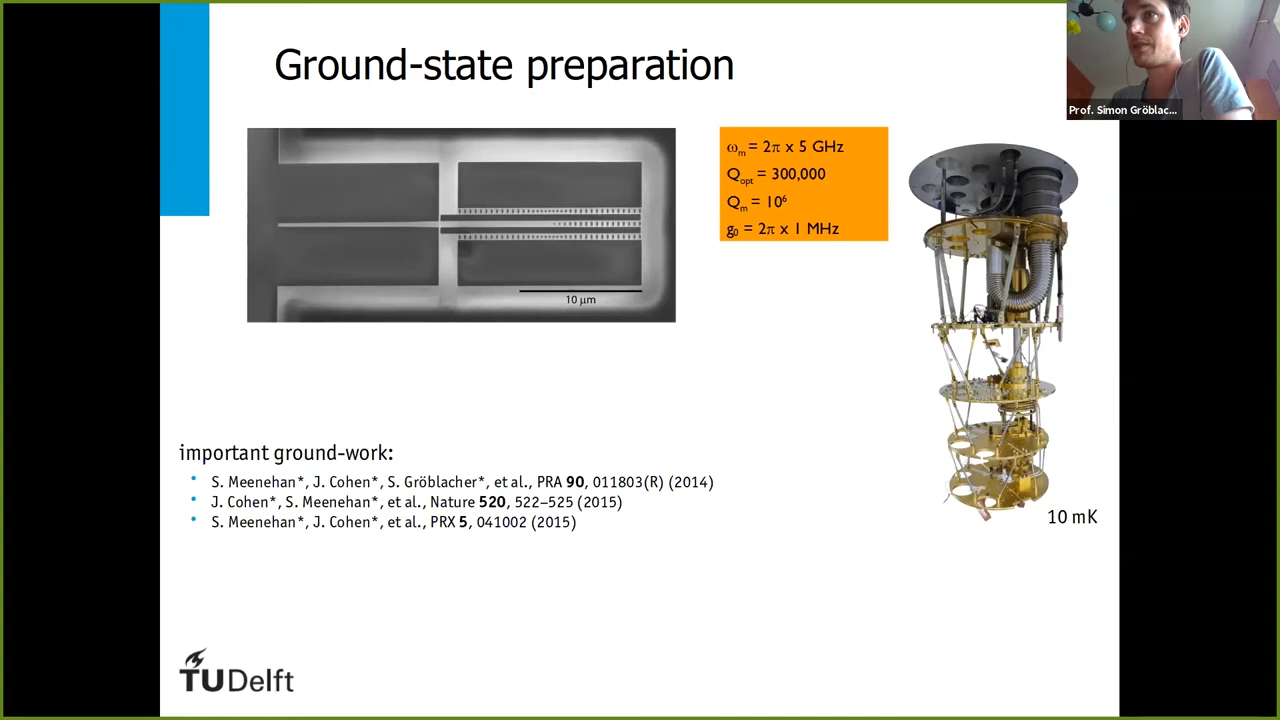 Ground-state preparation
Prof. Simon Gröblac...
ωm = 2π x 5 GHz
Qopt = 300,000
Qm = 10⁶
g0 = 2π x 1 MHz
10 μm
important ground-work:
• S. Meenehan*, J. Cohen*, S. Gröblacher*, et al., PRA 90, 011803(R) (2014)
• J. Cohen*, S. Meenehan*, et al., Nature 520, 522–525 (2015)
• S. Meenehan*, J. Cohen*, et al., PRX 5, 041002 (2015)
10 mK
TUDelft